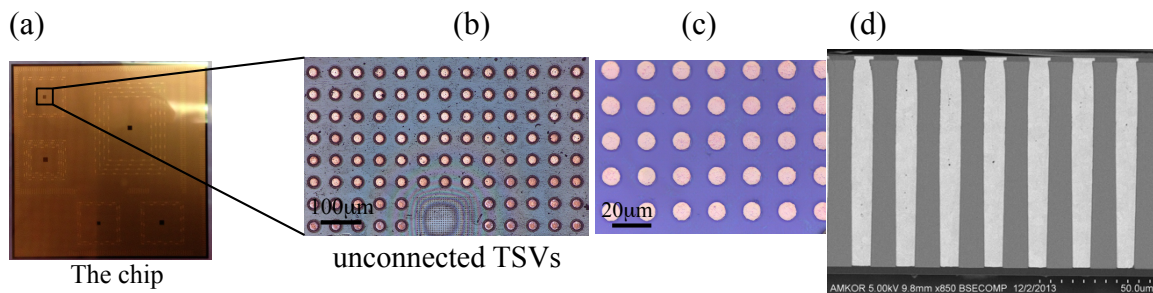 (a)
(b)
(c)
(d)
100μm
20μm
The chip
unconnected TSVs
AMKOR 5.00kV 9.8mm x850 BSECOMP 12/2/2013
50.0um